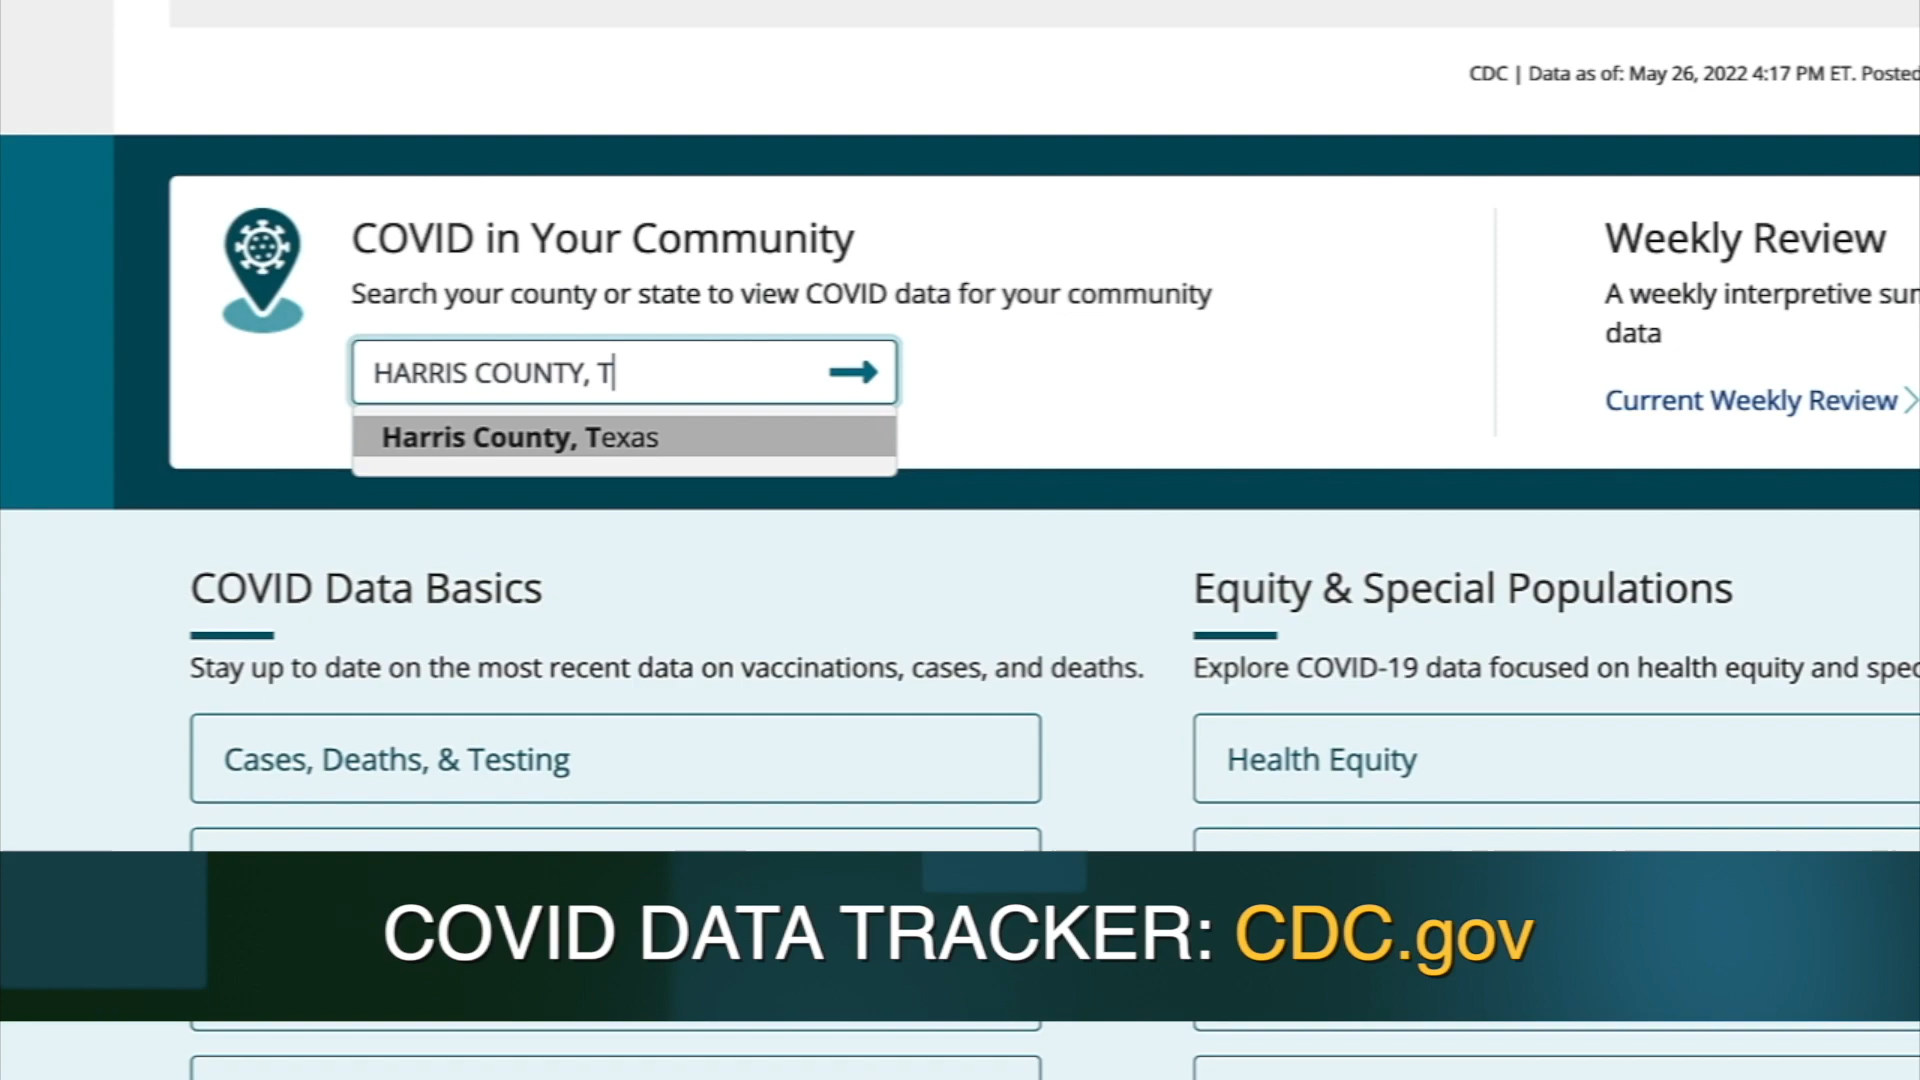 CDC | Data as of: May 26, 2022 4:17 PM ET. Posted
COVID in Your Community
Search your county or state to view COVID data for your community
HARRIS COUNTY, T
Harris County, Texas
Weekly Review
A weekly interpretive
data
Current Weekly Review
COVID Data Basics
Stay up to date on the most recent data on vaccinations, cases, and deaths.
Cases, Deaths, & Testing
Equity & Special Populations
Explore COVID-19 data focused on health equity and
Health Equity
COVID DATA TRACKER: CDC.gov